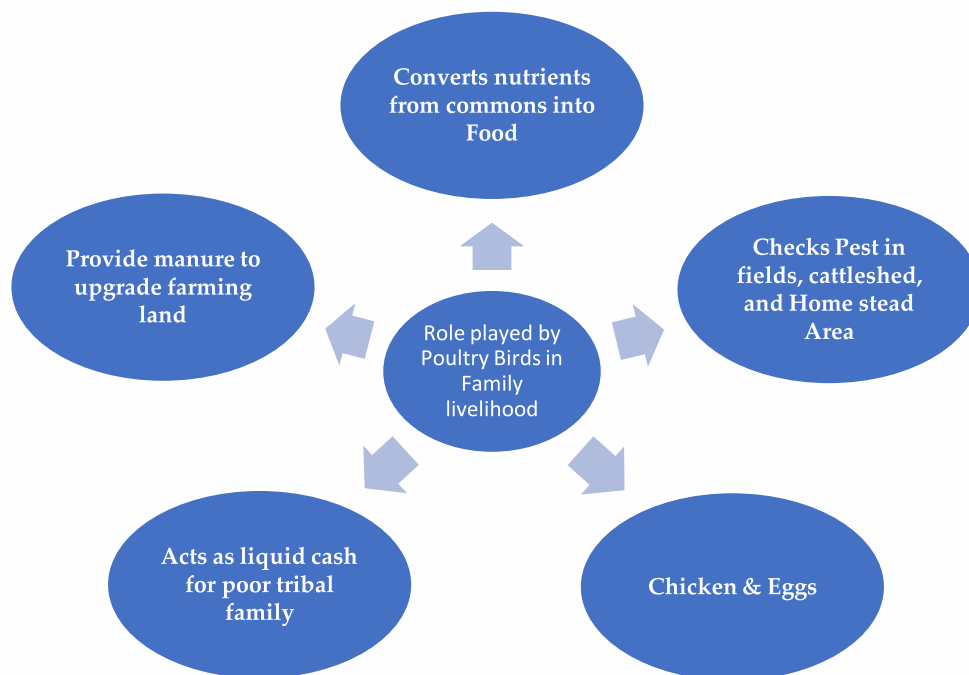 Converts nutrients
from commons into
Food
Checks Pest in
fields, cattleshed,
and Home stead
Area
Chicken & Eggs
Acts as liquid cash
for poor tribal
family
Provide manure to
upgrade farming
land
Role played by
Poultry Birds in
Family
livelihood